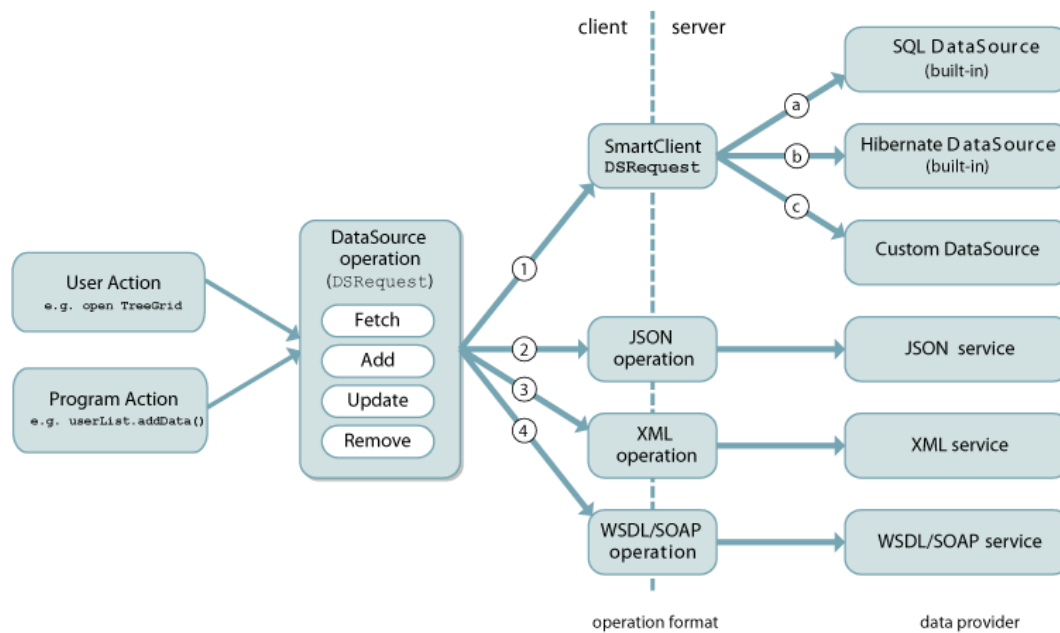 client
server
SQL DataSource
(built-in)
a
SmartClient
DSRequest
b
Hibernate DataSource
(built-in)
c
Custom DataSource
User Action
e.g. open TreeGrid
Program Action
e.g. userList.addData()
DataSource
operation
(DSRequest)
Fetch
Add
Update
Remove
1
2
JSON
operation
JSON service
3
XML
operation
XML service
4
WSDL/SOAP
operation
WSDL/SOAP service
operation format
data provider